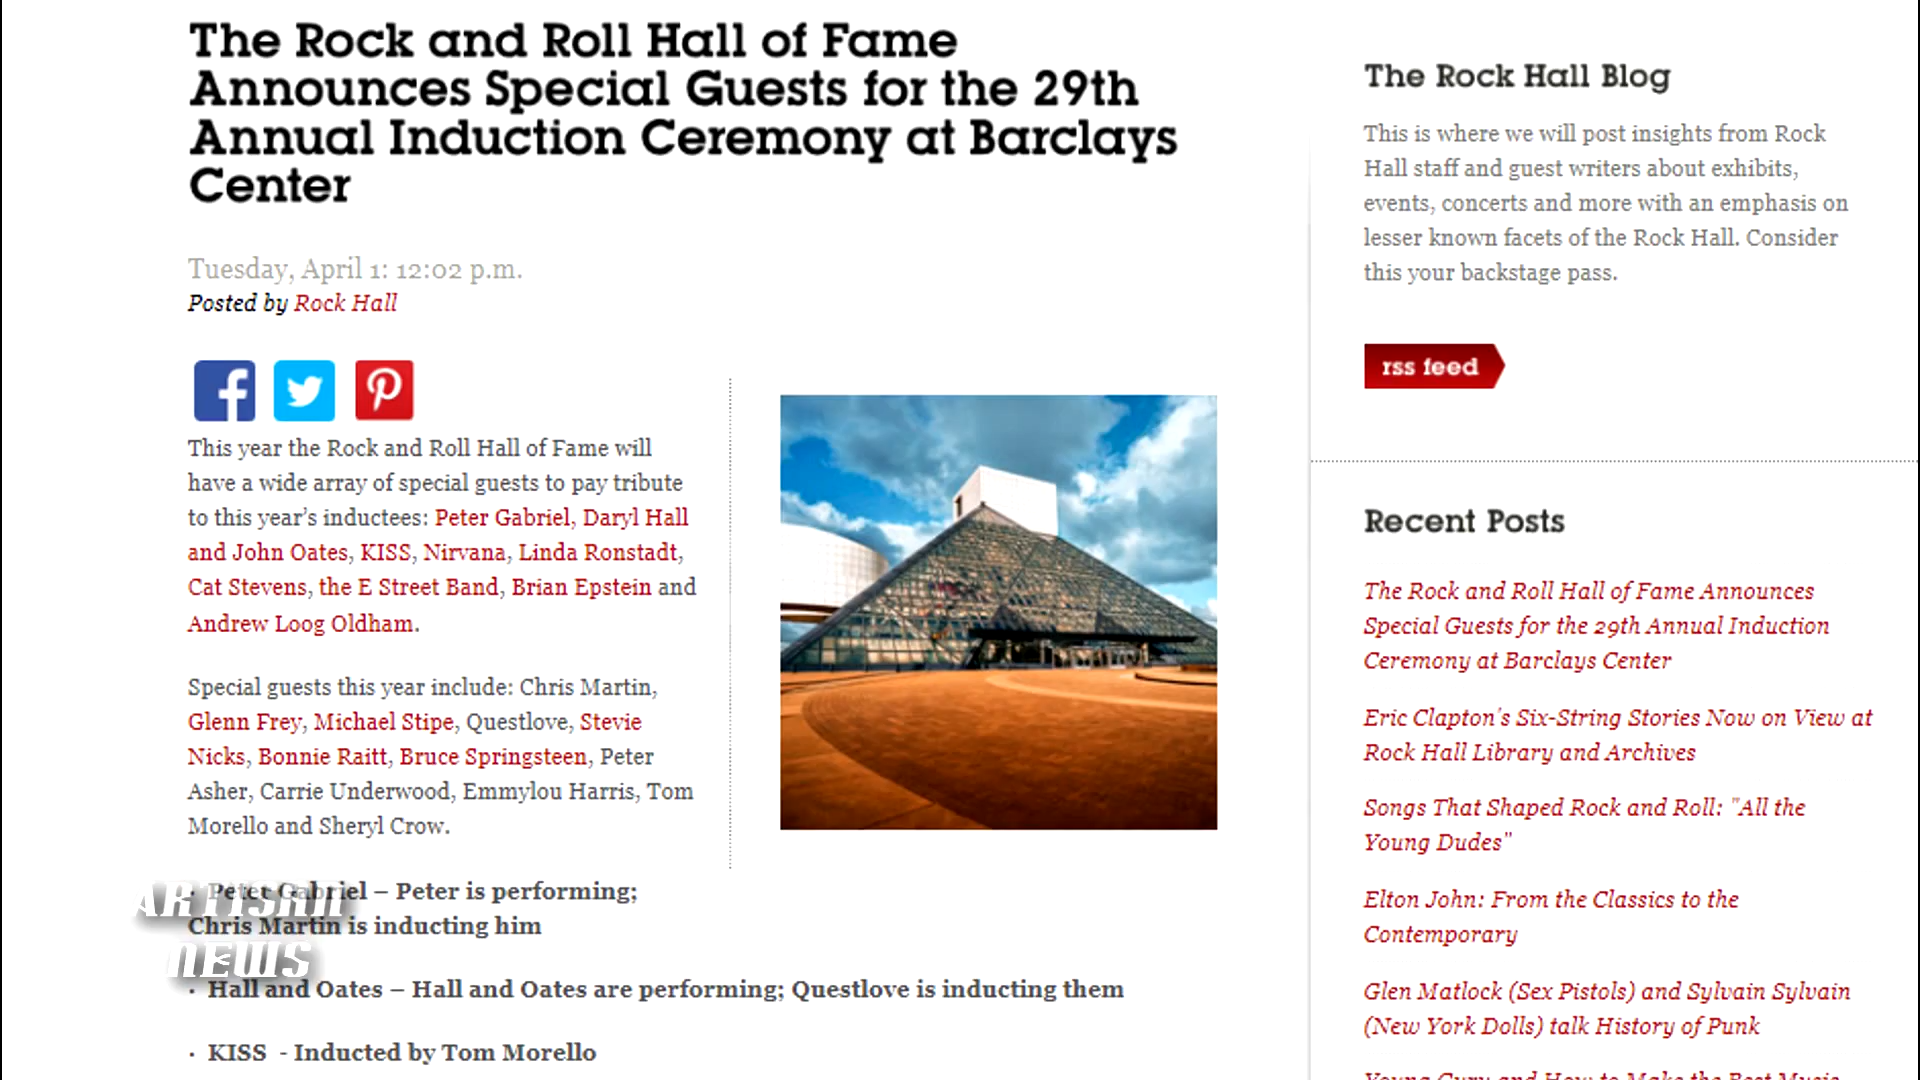 The Rock and Roll Hall of Fame
Announces Special Guests for the 29th
Annual Induction Ceremony at Barclays
Center
Tuesday, April 1: 12:02 p.m.
Posted by Rock Hall
This year the Rock and Roll Hall of Fame will
have a wide array of special guests to pay tribute
to this year's inductees: Peter Gabriel, Daryl Hall
and John Oates, KISS, Nirvana, Linda Ronstadt,
Cat Stevens, the E Street Band, Brian Epstein and
Andrew Loog Oldham.
Special guests this year include: Chris Martin,
Glenn Frey, Michael Stipe, Questlove, Stevie
Nicks, Bonnie Raitt, Bruce Springsteen, Peter
Asher, Carrie Underwood, Emmylou Harris, Tom
Morello and Sheryl Crow.
· Peter Gabriel – Peter is performing;
Chris Martin is inducting him
· Hall and Oates – Hall and Oates are performing; Questlove is inducting them
· KISS - Inducted by Tom Morello
ARTISAN
NEWS
The Rock Hall Blog
This is where we will post insights from Rock
Hall staff and guest writers about exhibits,
events, concerts and more with an emphasis on
lesser known facets of the Rock Hall. Consider
this your backstage pass.
rss feed
Recent Posts
The Rock and Roll Hall of Fame Announces
Special Guests for the 29th Annual Induction
Ceremony at Barclays Center
Eric Clapton's Six-String Stories Now on View at
Rock Hall Library and Archives
Songs That Shaped Rock and Roll: "All the
Young Dudes"
Elton John: From the Classics to the
Contemporary
Glen Matlock (Sex Pistols) and Sylvain Sylvain
(New York Dolls) talk History of Punk
Young Guru and How to Make the Best Music